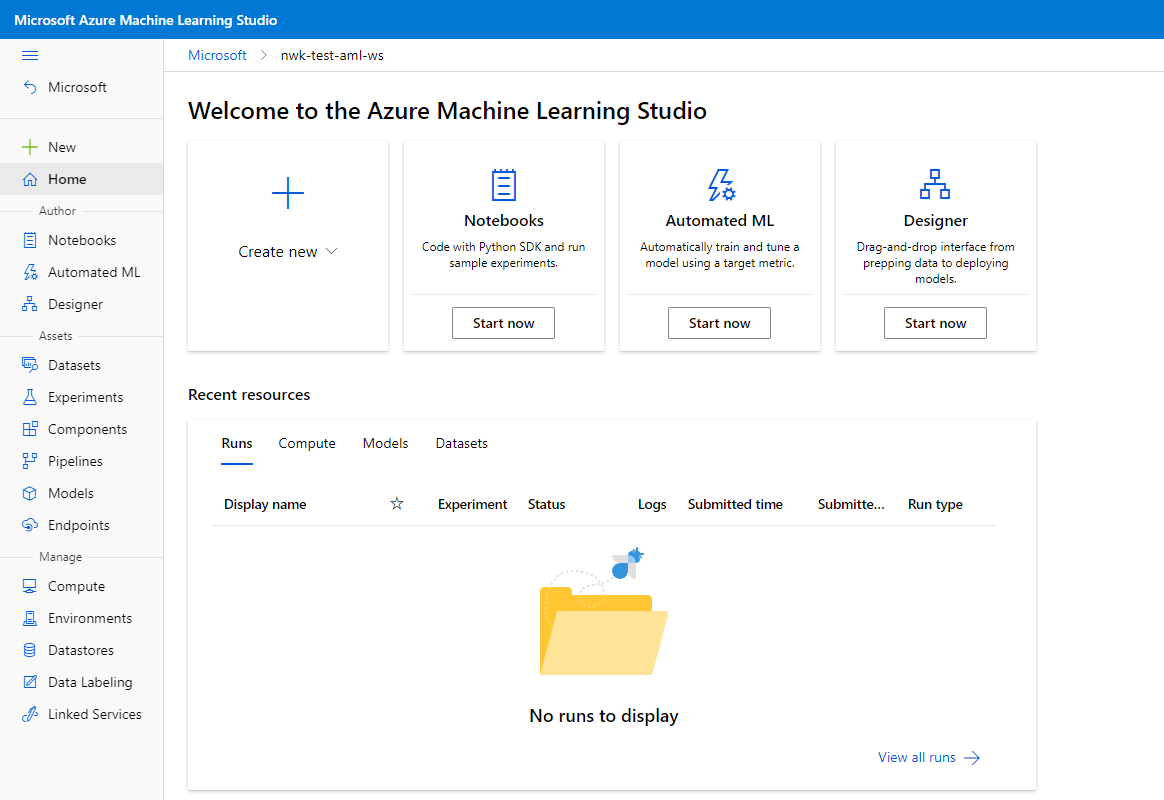 Microsoft Azure Machine Learning Studio
Microsoft
New
Home
Author
Notebooks
Automated ML
Designer
Assets
Datasets
Experiments
Components
Pipelines
Models
Endpoints
Manage
Compute
Environments
Datastores
Data Labeling
Linked Services
Microsoft nwk-test-aml-ws
Welcome to the Azure Machine Learning Studio
Create new
Notebooks
Code with Python SDK and run
sample experiments.
Start now
Automated ML
Automatically train and tune a
model using a target metric.
Start now
Designer
Drag-and-drop interface from
prepping data to deploying
models.
Start now
Recent resources
Runs Compute Models Datasets
Display name Experiment Status Logs Submitted time Submitte... Run type
No runs to display
View all runs